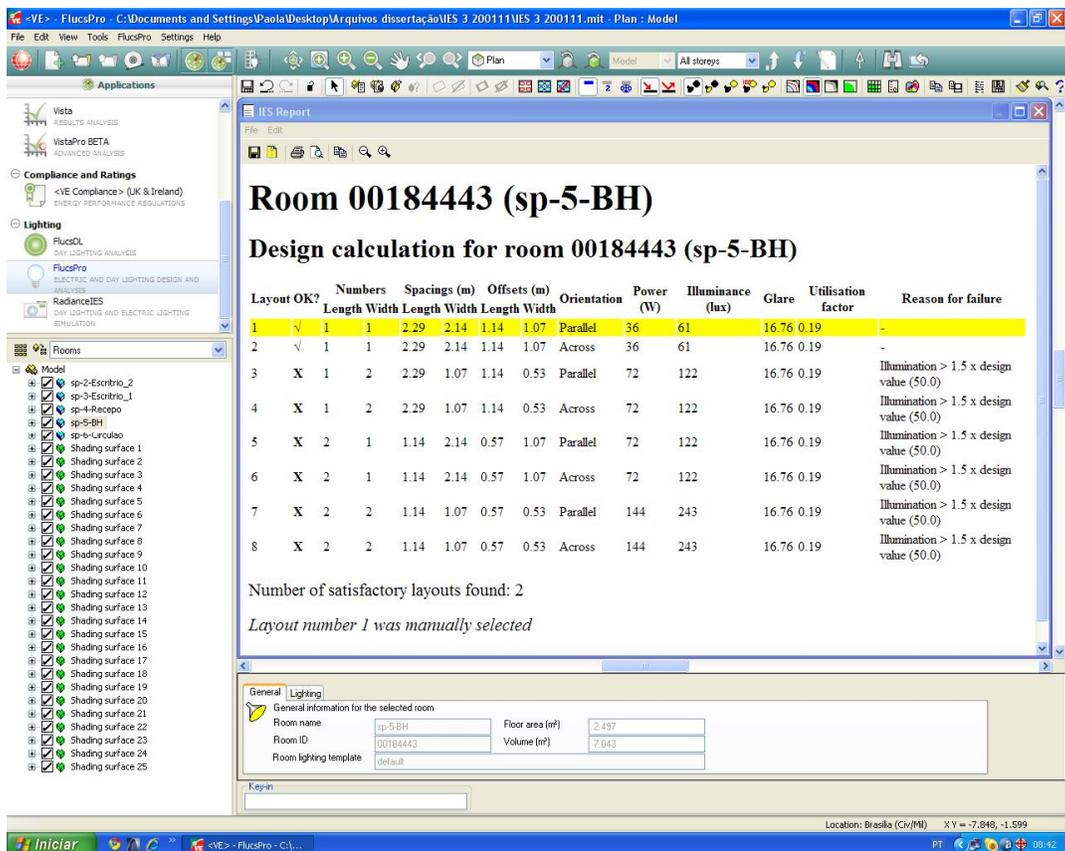 <VE> - FlucsPro - C:\Documents and Settings\Paola\Desktop\Arquivos dissertação\IES 3 200111\IES 3 200111.mit - Plan : Model
File Edit View Tools FlucsPro Settings Help
Plan Model All storeys
Applications
Vista
RESULTS ANALYSIS
VistaPro BETA
ADVANCED ANALYSIS
Compliance and Ratings
<VE Compliance> (UK & Ireland)
ENERGY PERFORMANCE REGULATIONS
Lighting
FlucsDL
DAY LIGHTING ANALYSIS
FlucsPro
ELECTRIC AND DAY LIGHTING DESIGN AND
ANALYSIS
RadianceIES
DAY LIGHTING AND ELECTRIC LIGHTING
SIMULATION
Rooms
Model
sp-2-Escritrio_2
sp-3-Escritrio_1
sp-4-Recepo
sp-5-BH
sp-6-Circulao
Shading surface 1
Shading surface 2
Shading surface 3
Shading surface 4
Shading surface 5
Shading surface 6
Shading surface 7
Shading surface 8
Shading surface 9
Shading surface 10
Shading surface 11
Shading surface 12
Shading surface 13
Shading surface 14
Shading surface 15
Shading surface 16
Shading surface 17
Shading surface 18
Shading surface 19
Shading surface 20
Shading surface 21
Shading surface 22
Shading surface 23
Shading surface 24
Shading surface 25
IES Report
File Edit
Room 00184443 (sp-5-BH)
Design calculation for room 00184443 (sp-5-BH)
Layout OK? Numbers Spacings (m) Offsets (m) Orientation Power (W) Illuminance (lux) Glare Utilisation factor Reason for failure
Length Width Length Width Length Width
1 √ 1 1 2.29 2.14 1.14 1.07 Parallel 36 61 16.76 0.19 -
2 √ 1 1 2.29 2.14 1.14 1.07 Across 36 61 16.76 0.19 -
3 X 1 2 2.29 1.07 1.14 0.53 Parallel 72 122 16.76 0.19 Illumination > 1.5 x design
value (50.0)
4 X 1 2 2.29 1.07 1.14 0.53 Across 72 122 16.76 0.19 Illumination > 1.5 x design
value (50.0)
5 X 2 1 1.14 2.14 0.57 1.07 Parallel 72 122 16.76 0.19 Illumination > 1.5 x design
value (50.0)
6 X 2 1 1.14 2.14 0.57 1.07 Across 72 122 16.76 0.19 Illumination > 1.5 x design
value (50.0)
7 X 2 2 1.14 1.07 0.57 0.53 Parallel 144 243 16.76 0.19 Illumination > 1.5 x design
value (50.0)
8 X 2 2 1.14 1.07 0.57 0.53 Across 144 243 16.76 0.19 Illumination > 1.5 x design
value (50.0)
Number of satisfactory layouts found: 2
Layout number 1 was manually selected
General Lighting
General information for the selected room
Room name sp-5-BH Floor area (m²) 2.497
Room ID 00184443 Volume (m³) 7.043
Room lighting template default
Key-in
Location: Brasilia (Civ/Mil) X Y = -7.848, -1.599
Iniciar <VE> - FlucsPro - C:\... PT 08:42